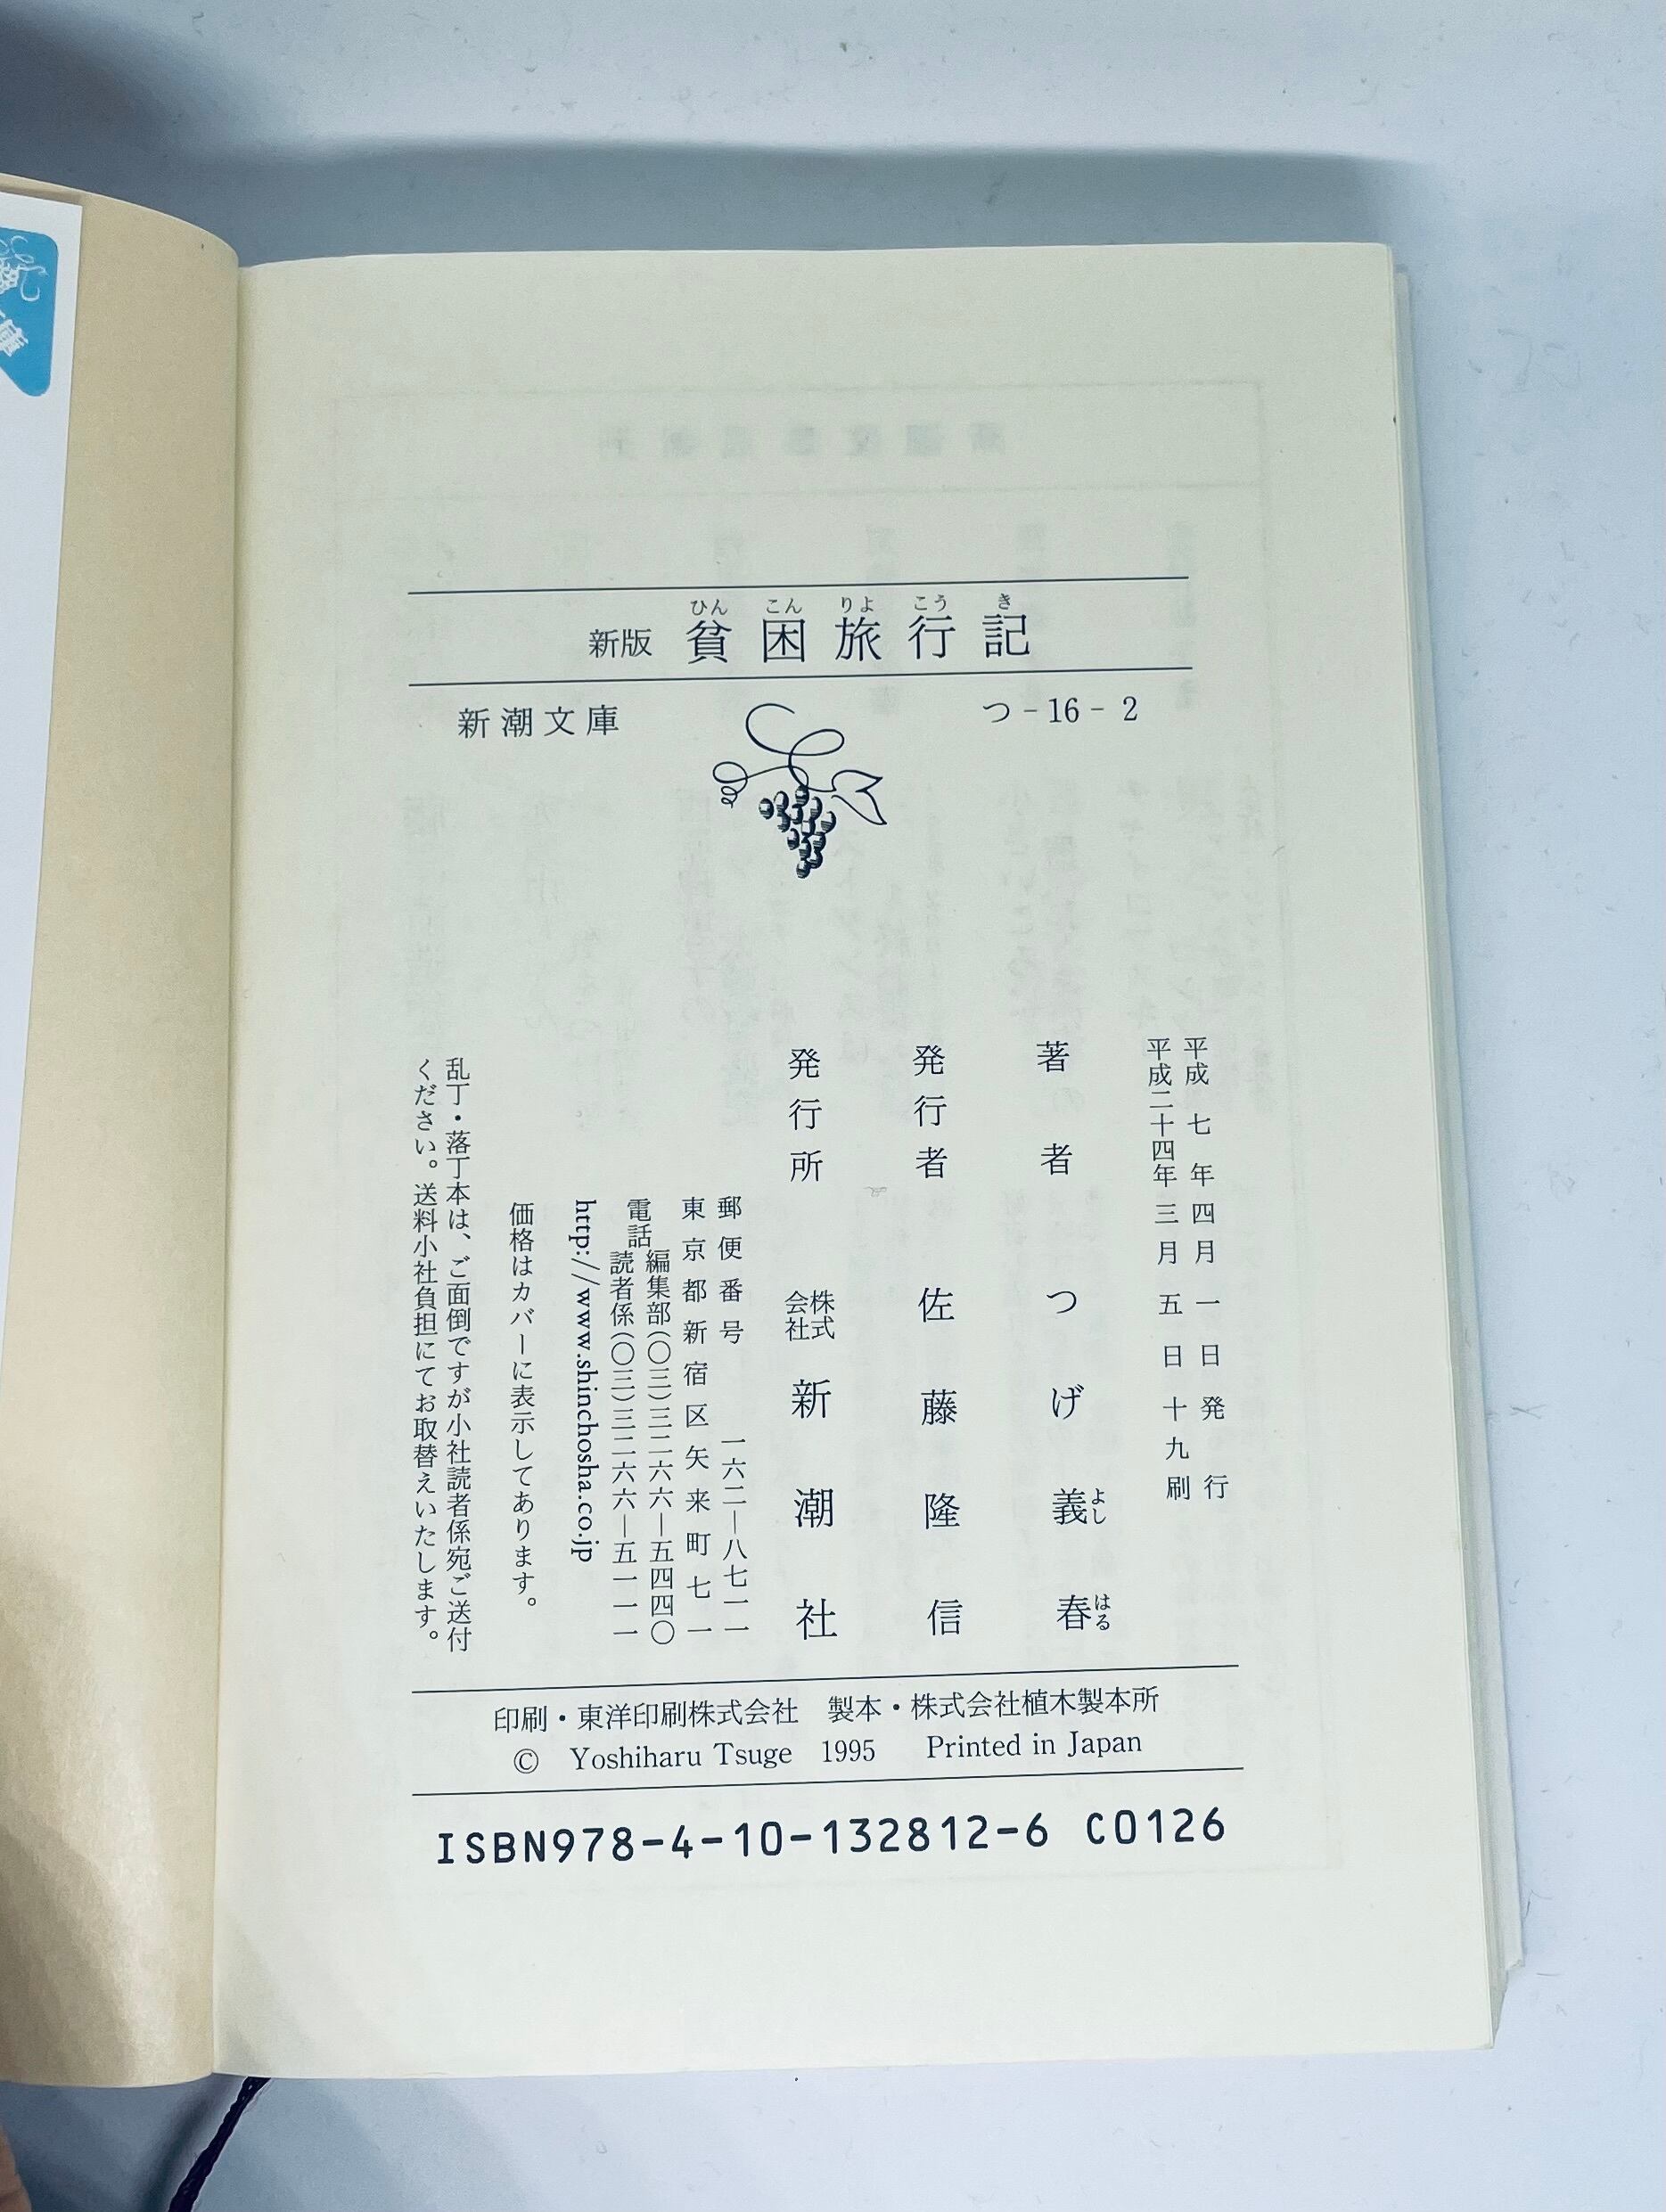 新版 貧困旅行記
ひん こん りよ こう き
新潮文庫
つ-16-2
平成 七 年 四 月 一 日 発 行
平成二十四年 三 月 五 日 十 九 刷
著 者 つ げ 義 春
よし はる
発 行 者 佐 藤 隆 信
発 行 所 株式会社 新 潮 社
郵 便 番 号 一六二―八七一一
東 京 都 新 宿 区 矢 来 町 七 一
電話 編集部(〇三)三二六六―五四四〇
読者係(〇三)三二六六―五一一一
http://www.shinchosha.co.jp
価格はカバーに表示してあります。
乱丁・落丁本は、ご面倒ですが小社読者係宛ご送付
ください。送料小社負担にてお取替えいたします。
印刷・東洋印刷株式会社 製本・株式会社植木製本所
© Yoshiharu Tsuge 1995 Printed in Japan
ISBN978-4-10-132812-6 C0126
庫